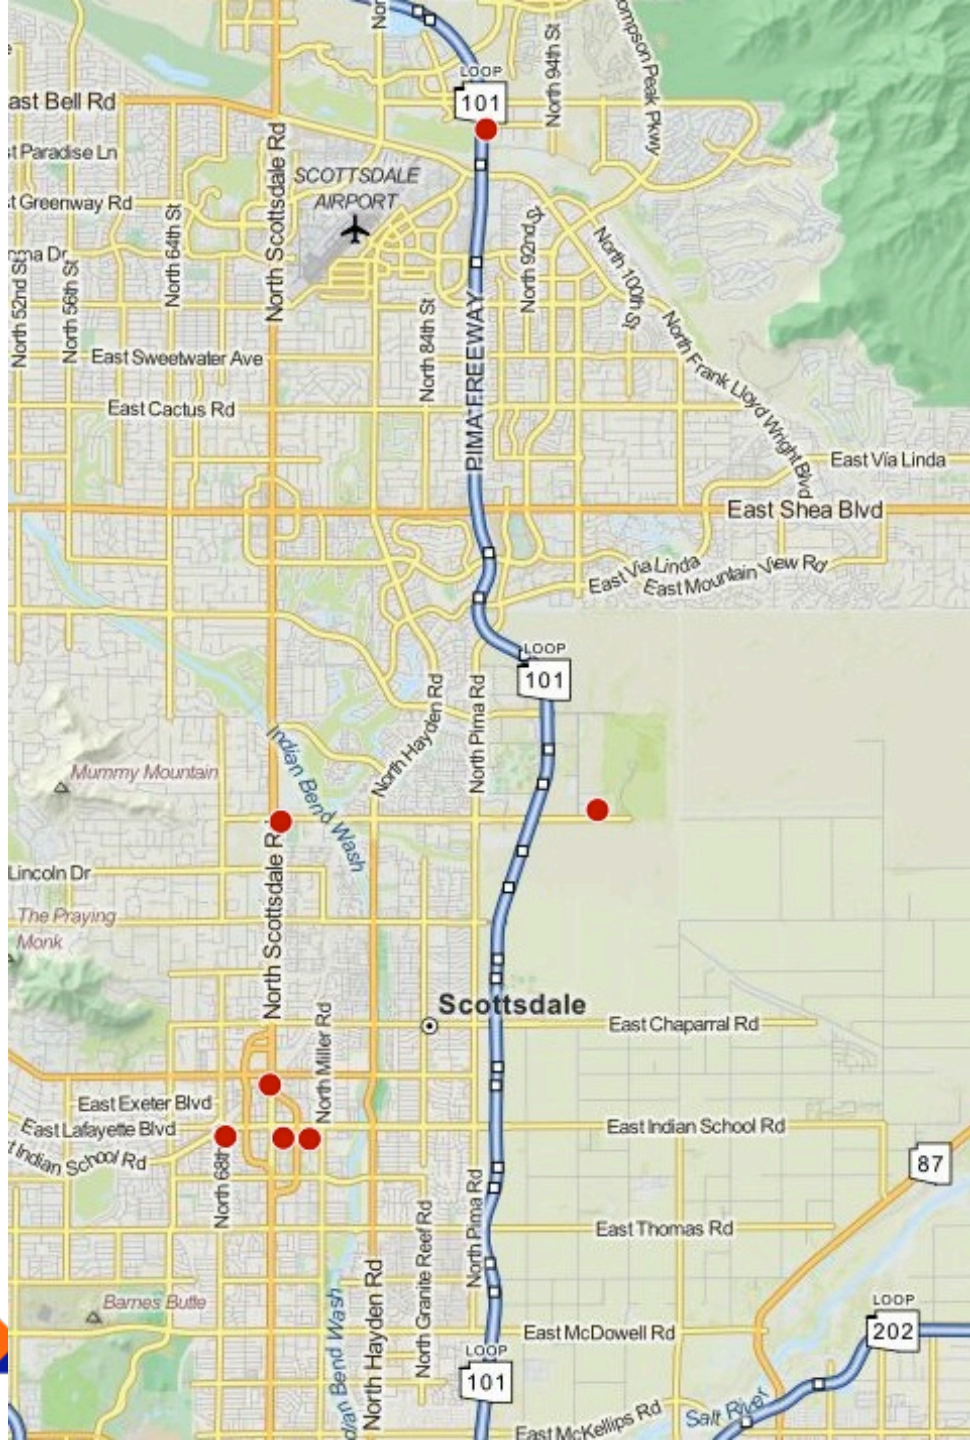 LOOP
101
North 94th St
ompson Peak Pkwy
ast Bell Rd
st Paradise Ln
st Greenway Rd
North 64th St
North Scottsdale Rd
SCOTTSDALE
AIRPORT
North 92nd St
North 100th St
North 52nd St
North 56th St
North 84th St
PIMA FREEWAY
East Sweetwater Ave
East Cactus Rd
North Frank Lloyd Wright Blvd
East Via Linda
East Shea Blvd
East Via Linda
East Mountain View Rd
LOOP
101
North Hayden Rd
North Pima Rd
Indian Bend Wash
North Hayden Rd
Mummy Mountain
Lincoln Dr
The Praying
Monk
North Scottsdale R
Scottsdale
East Chaparral Rd
North Miller Rd
East Exeter Blvd
East Lafayette Blvd
t Indian School Rd
North 68th
East Indian School Rd
87
North Pima Rd
North Granite Reef Rd
East Thomas Rd
Barnes Butte
North Hayden Rd
dian Bend Wash
East McDowell Rd
LOOP
202
LOOP
101
East McKellips Rd
Salt River